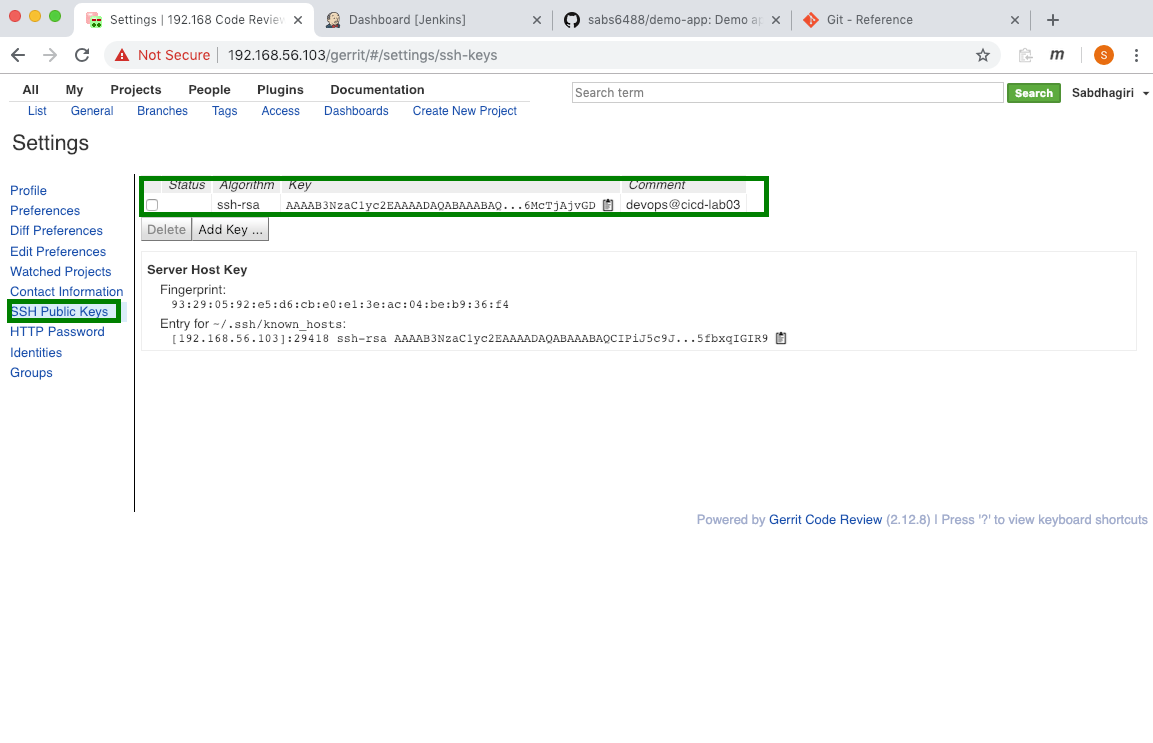 Settings | 192.168 Code Review
Dashboard [Jenkins]
sabs6488/demo-app: Demo ap
Git - Reference
Not Secure
192.168.56.103/gerrit/#/settings/ssh-keys
m
S
All My Projects People Plugins Documentation
Search term
Search
Sabdhagiri
List General Branches Tags Access Dashboards Create New Project
Settings
Profile
Preferences
Diff Preferences
Edit Preferences
Watched Projects
Contact Information
SSH Public Keys
HTTP Password
Identities
Groups
Status Algorithm Key Comment
ssh-rsa AAAAB3NzaC1yc2EAAAADAQABAAABAQ...6McTjAjvGD devops@cicd-lab03
Delete Add Key ...
Server Host Key
Fingerprint:
93:29:05:92:e5:d6:cb:e0:e1:3e:ac:04:be:b9:36:f4
Entry for ~/.ssh/known_hosts:
[192.168.56.103]:29418 ssh-rsa AAAAB3NzaC1yc2EAAAADAQABAAABAQCIPiJ5c9J...5fbxqIGIR9
Powered by Gerrit Code Review (2.12.8) | Press '?' to view keyboard shortcuts